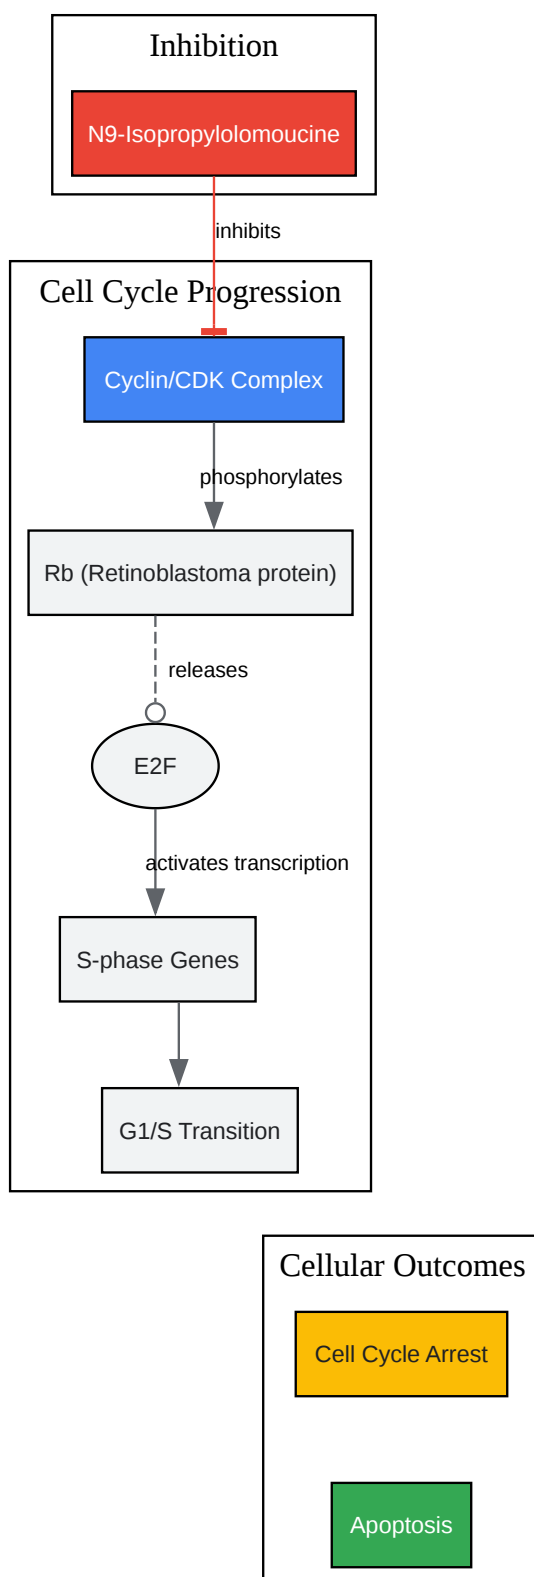 Inhibition
N9-Isopropylolomoucine
inhibits
Cell Cycle Progression
Cyclin/CDK Complex
phosphorylates
Rb (Retinoblastoma protein)
releases
E2F
activates transcription
S-phase Genes
G1/S Transition
Cellular Outcomes
Cell Cycle Arrest
Apoptosis